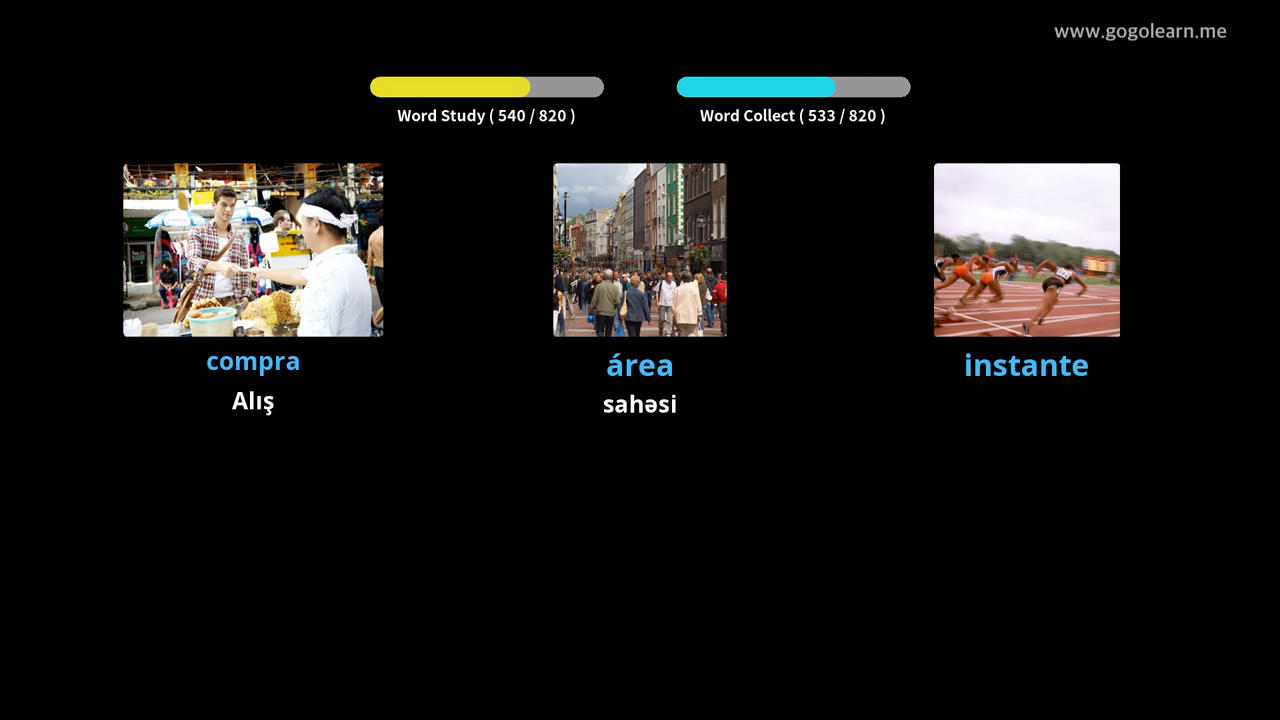 www.gogolearn.me
Word Study ( 540 / 820 )
Word Collect ( 533 / 820 )
compra
Alış
área
sahəsi
instante